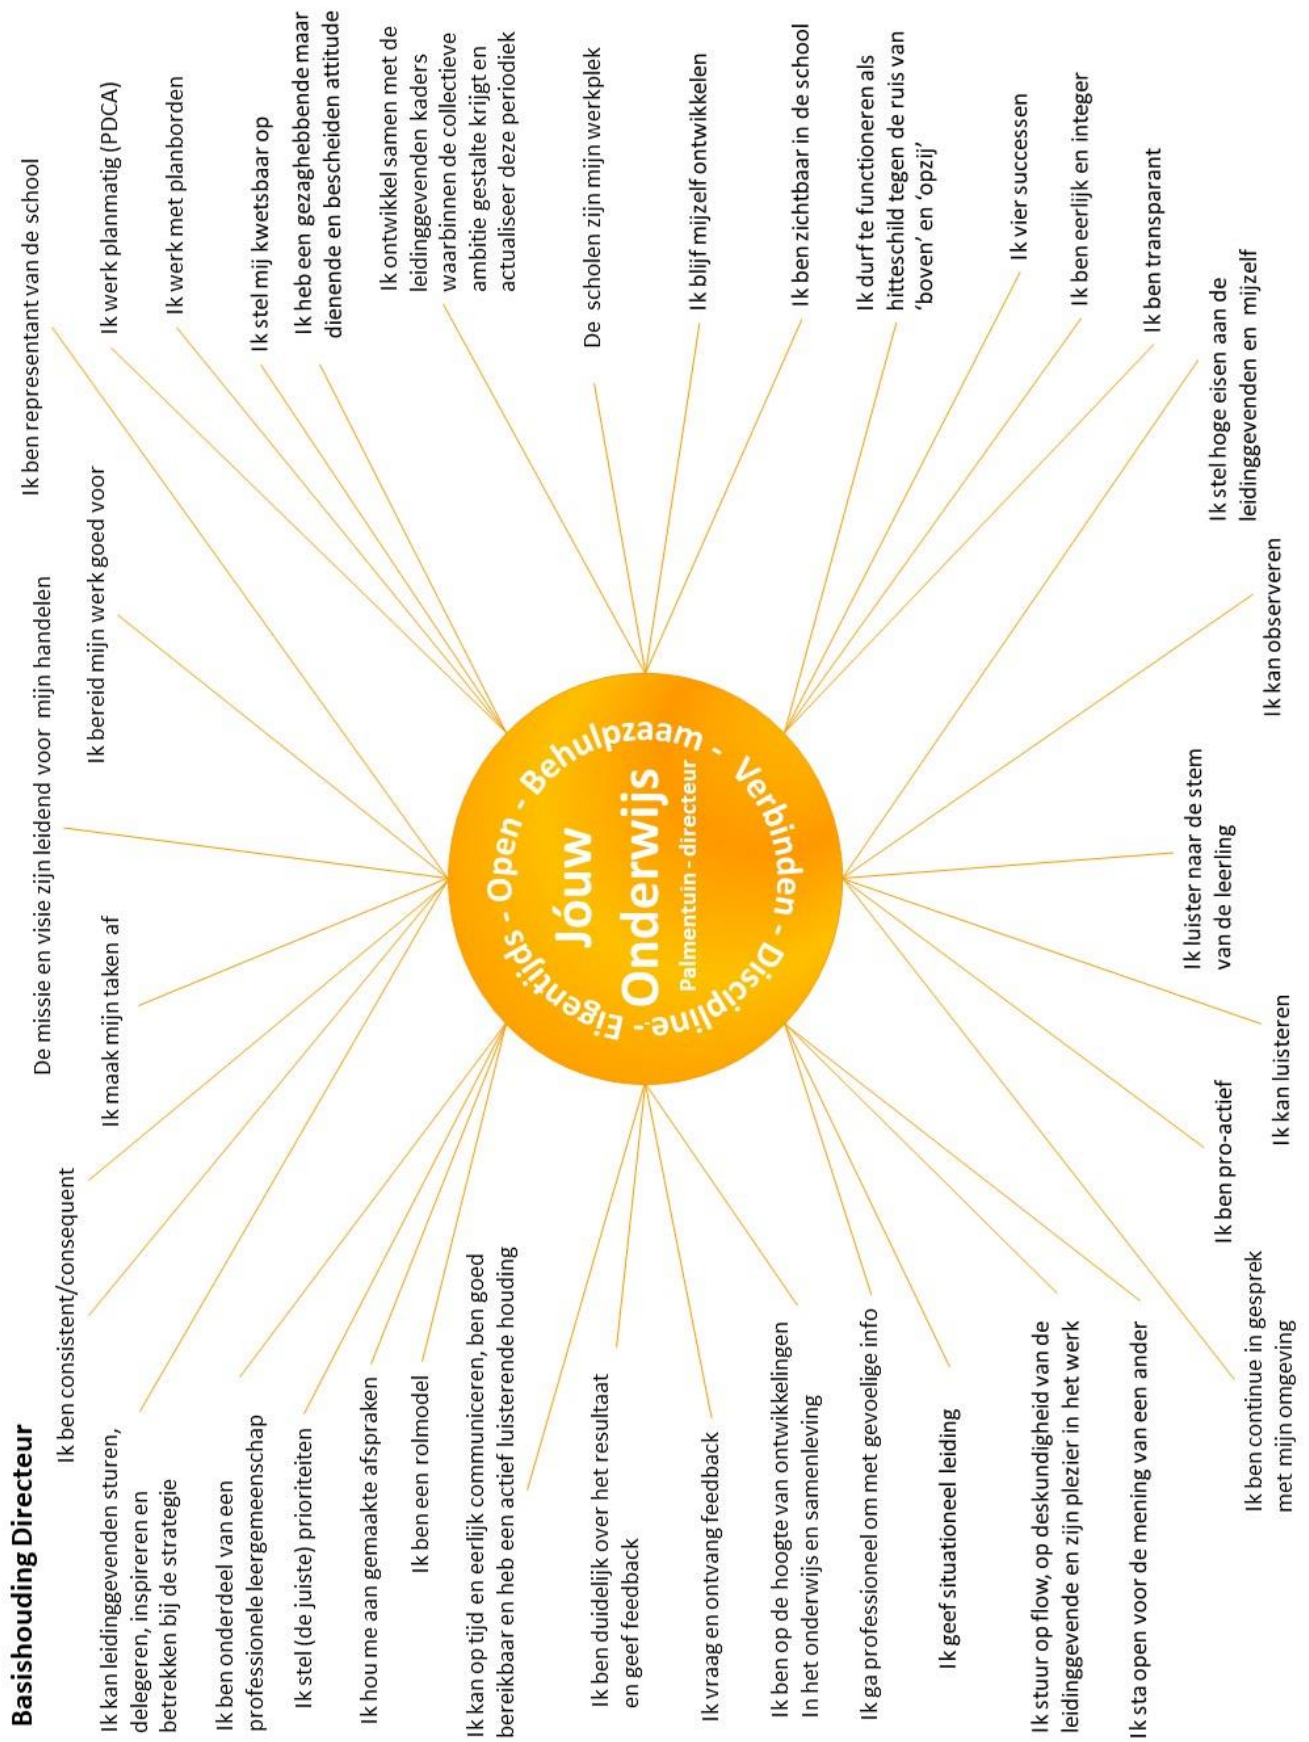 Basishouding Directeur
De missie en visie zijn leidend voor mijn handelen
Ik ben representant van de school
Ik ben consistent/consequent
Ik maak mijn taken af
Ik bereid mijn werk goed voor
Ik werk planmatig (PDCA)
Ik kan leidinggevenden sturen,
delegeren, inspireren en
betrekken bij de strategie
Ik werk met planborden
Ik ben onderdeel van een
professionele leergemeenschap
Ik stel mij kwetsbaar op
Ik stel (de juiste) prioriteiten
Ik heb een gezaghebbende maar
dienende en bescheiden attitude
Ik hou me aan gemaakte afspraken
Ik ben een rolmodel
Ik ontwikkel samen met de
leidinggevenden kaders
waarbinnen de collectieve
ambitie gestalte krijgt en
actualiseer deze periodiek
Ik kan op tijd en eerlijk communiceren, ben goed
bereikbaar en heb een actief luisterende houding
Eigentijds - Open - Behulpzaam - Verbinden - Discipline -
Jóuw
Onderwijs
Palmentuin - directeur
De scholen zijn mijn werkplek
Ik ben duidelijk over het resultaat
en geef feedback
Ik blijf mijzelf ontwikkelen
Ik vraag en ontvang feedback
Ik ben zichtbaar in de school
Ik ben op de hoogte van ontwikkelingen
In het onderwijs en samenleving
Ik durf te functioneren als
hitteschild tegen de ruis van
‘boven’ en ‘opzij’
Ik ga professioneel om met gevoelige info
Ik geef situationeel leiding
Ik vier successen
Ik stuur op flow, op deskundigheid van de
leidinggevende en zijn plezier in het werk
Ik ben eerlijk en integer
Ik sta open voor de mening van een ander
Ik ben transparant
Ik luister naar de stem
van de leerling
Ik stel hoge eisen aan de
leidinggevenden en mijzelf
Ik ben pro-actief
Ik ben continue in gesprek
met mijn omgeving
Ik kan luisteren
Ik kan observeren